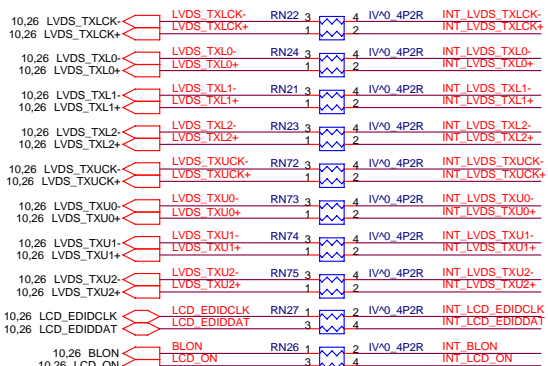 10,26 LVDS_TXLCK- LVDS_TXLCK- RN22 3 4 IV^0_4P2R INT_LVDS_TXLCK-
10,26 LVDS_TXLCK+ LVDS_TXLCK+ 1 2 INT_LVDS_TXLCK+
10,26 LVDS_TXL0- LVDS_TXL0- RN24 3 4 IV^0_4P2R INT_LVDS_TXL0-
10,26 LVDS_TXL0+ LVDS_TXL0+ 1 2 INT_LVDS_TXL0+
10,26 LVDS_TXL1- LVDS_TXL1- RN21 3 4 IV^0_4P2R INT_LVDS_TXL1-
10,26 LVDS_TXL1+ LVDS_TXL1+ 1 2 INT_LVDS_TXL1+
10,26 LVDS_TXL2- LVDS_TXL2- RN23 3 4 IV^0_4P2R INT_LVDS_TXL2-
10,26 LVDS_TXL2+ LVDS_TXL2+ 1 2 INT_LVDS_TXL2+
10,26 LVDS_TXUCK- LVDS_TXUCK- RN72 3 4 IV^0_4P2R INT_LVDS_TXUCK-
10,26 LVDS_TXUCK+ LVDS_TXUCK+ 1 2 INT_LVDS_TXUCK+
10,26 LVDS_TXU0- LVDS_TXU0- RN73 3 4 IV^0_4P2R INT_LVDS_TXU0-
10,26 LVDS_TXU0+ LVDS_TXU0+ 1 2 INT_LVDS_TXU0+
10,26 LVDS_TXU1- LVDS_TXU1- RN74 3 4 IV^0_4P2R INT_LVDS_TXU1-
10,26 LVDS_TXU1+ LVDS_TXU1+ 1 2 INT_LVDS_TXU1+
10,26 LVDS_TXU2- LVDS_TXU2- RN75 3 4 IV^0_4P2R INT_LVDS_TXU2-
10,26 LVDS_TXU2+ LVDS_TXU2+ 1 2 INT_LVDS_TXU2+
10,26 LCD_EDIDCLK LCD_EDIDCLK RN27 1 2 IV^0_4P2R INT_LCD_EDIDCLK
10,26 LCD_EDIDDAT LCD_EDIDDAT 3 4 INT_LCD_EDIDDAT
10,26 BLON BLON RN26 1 2 IV^0_4P2R INT_BLON
10,26 LCD_ON LCD_ON 3 4 INT_LCD_ON